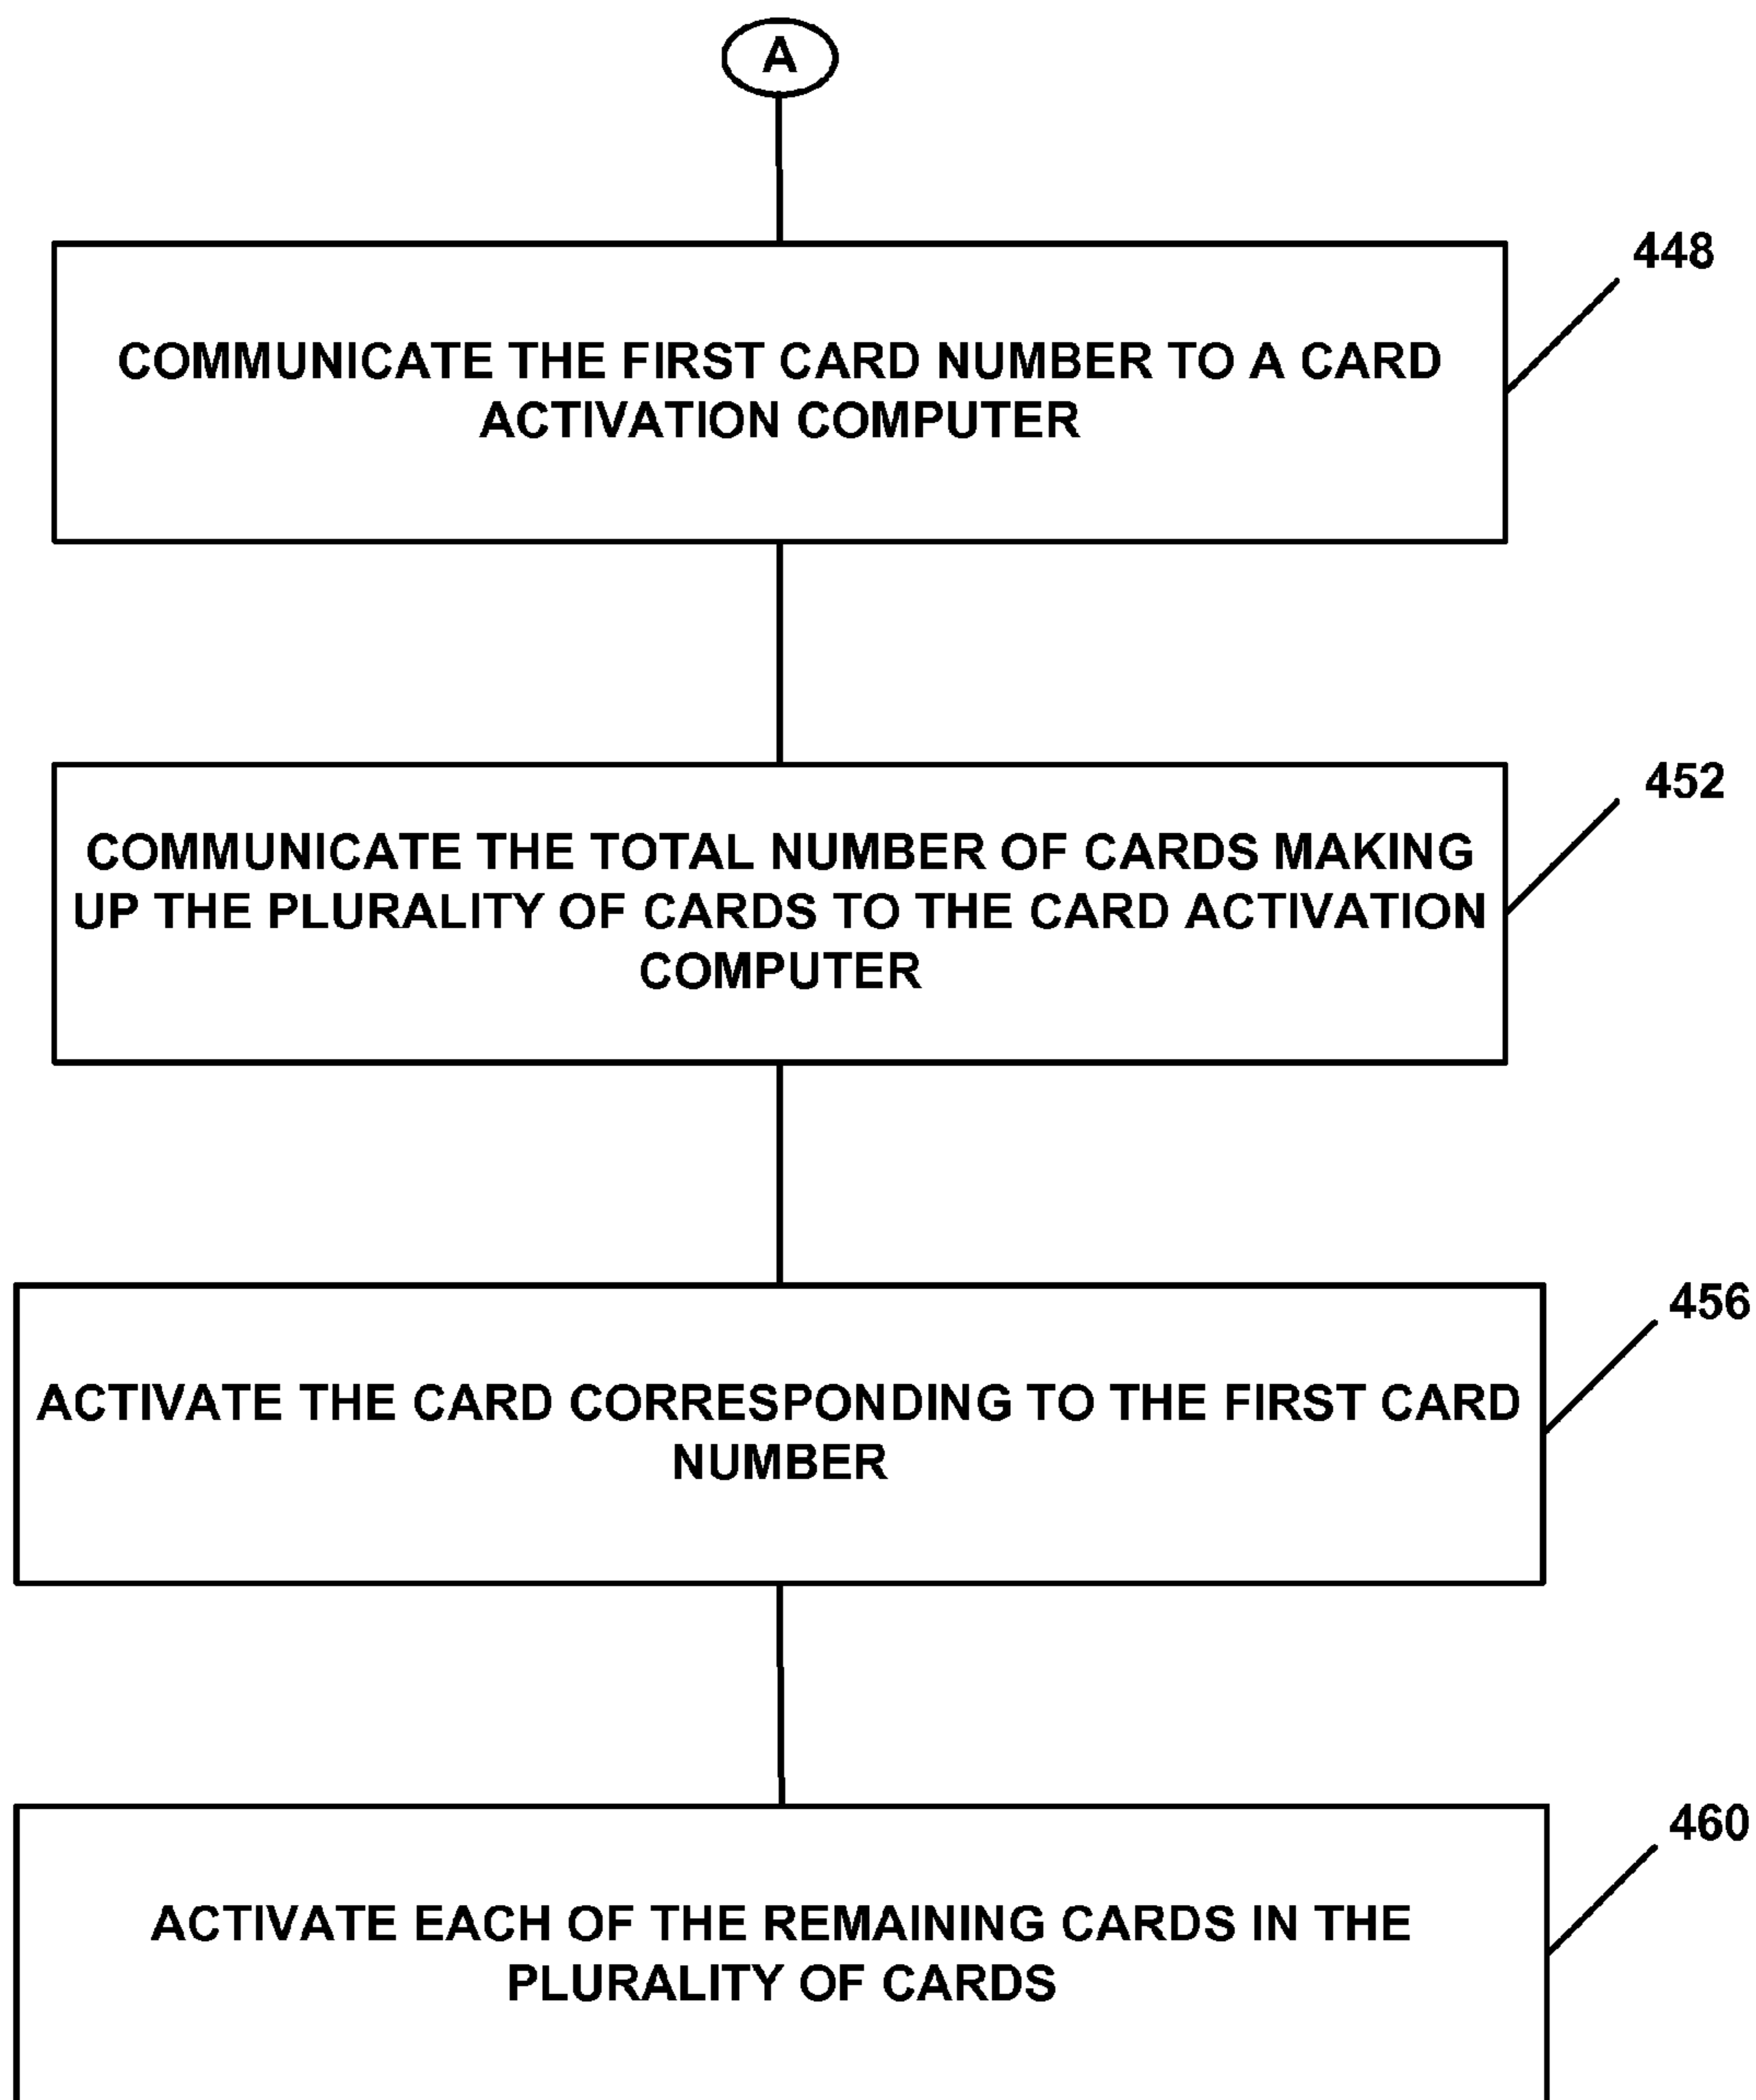 A
448
COMMUNICATE THE FIRST CARD NUMBER TO A CARD
ACTIVATION COMPUTER
452
COMMUNICATE THE TOTAL NUMBER OF CARDS MAKING
UP THE PLURALITY OF CARDS TO THE CARD ACTIVATION
COMPUTER
456
ACTIVATE THE CARD CORRESPONDING TO THE FIRST CARD
NUMBER
460
ACTIVATE EACH OF THE REMAINING CARDS IN THE
PLURALITY OF CARDS